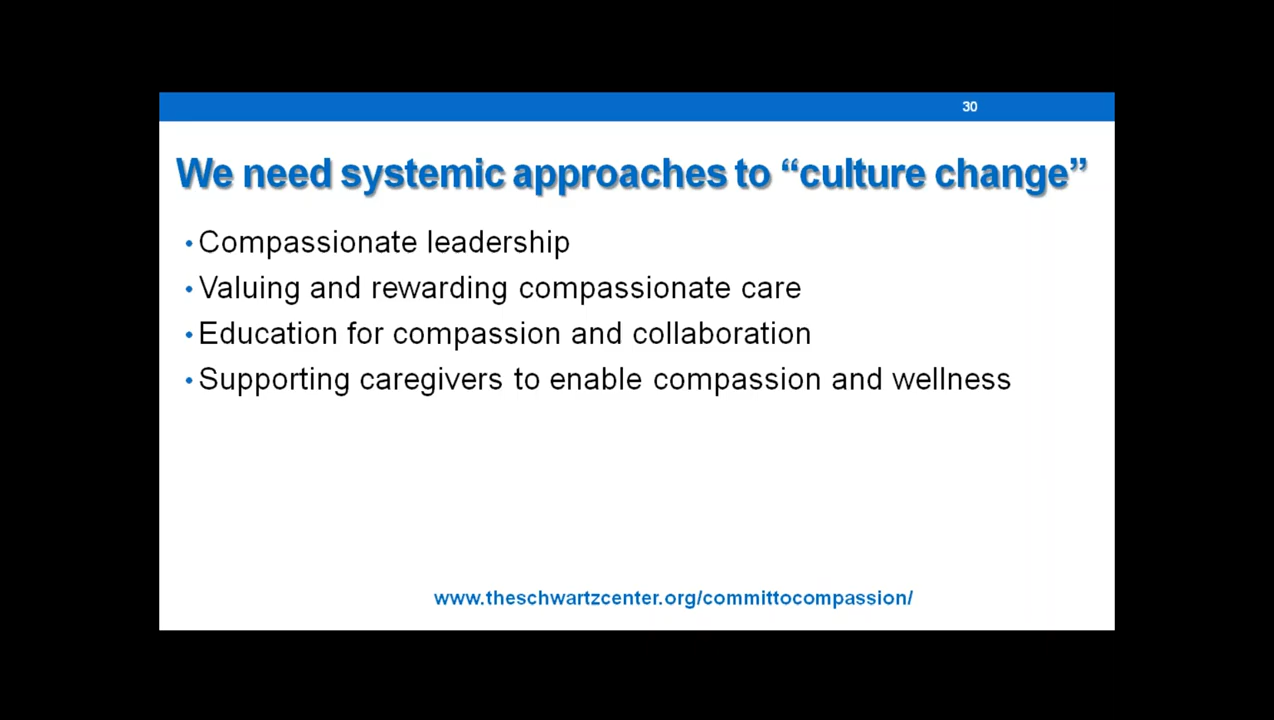 30
We need systemic approaches to “culture change”
• Compassionate leadership
• Valuing and rewarding compassionate care
• Education for compassion and collaboration
• Supporting caregivers to enable compassion and wellness
www.theschwartzcenter.org/committocompassion/